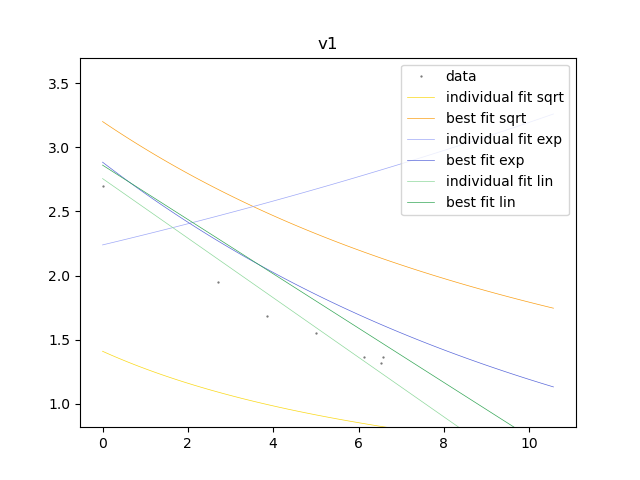 v1
data
individual fit sqrt
best fit sqrt
individual fit exp
best fit exp
individual fit lin
best fit lin
3.5
3.0
2.5
2.0
1.5
1.0
0 2 4 6 8 10